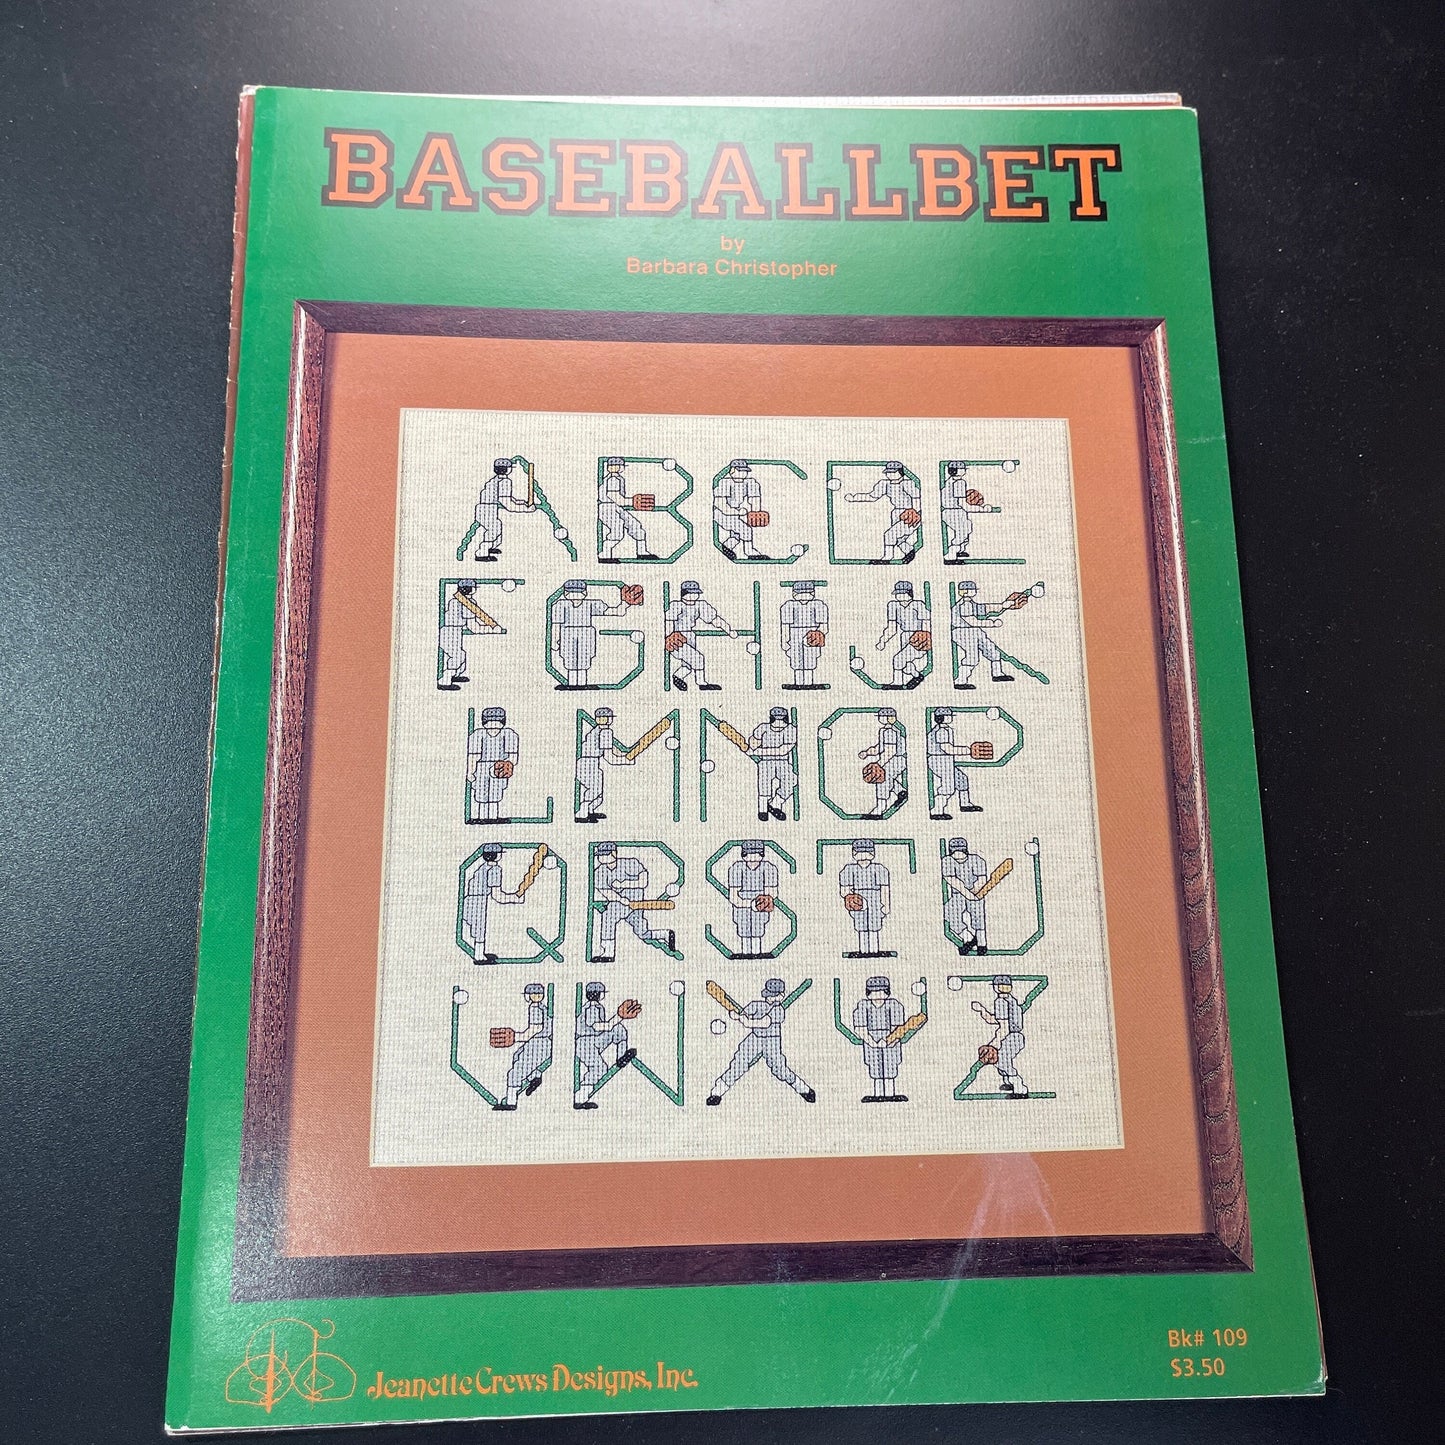 BASEBALLBET
by
Barbara Christopher
A B C D E
F G H I J K
L M N O P
Q R S T U
V W X Y Z
Jeanette Crews Designs, Inc.
Bk# 109
$3.50